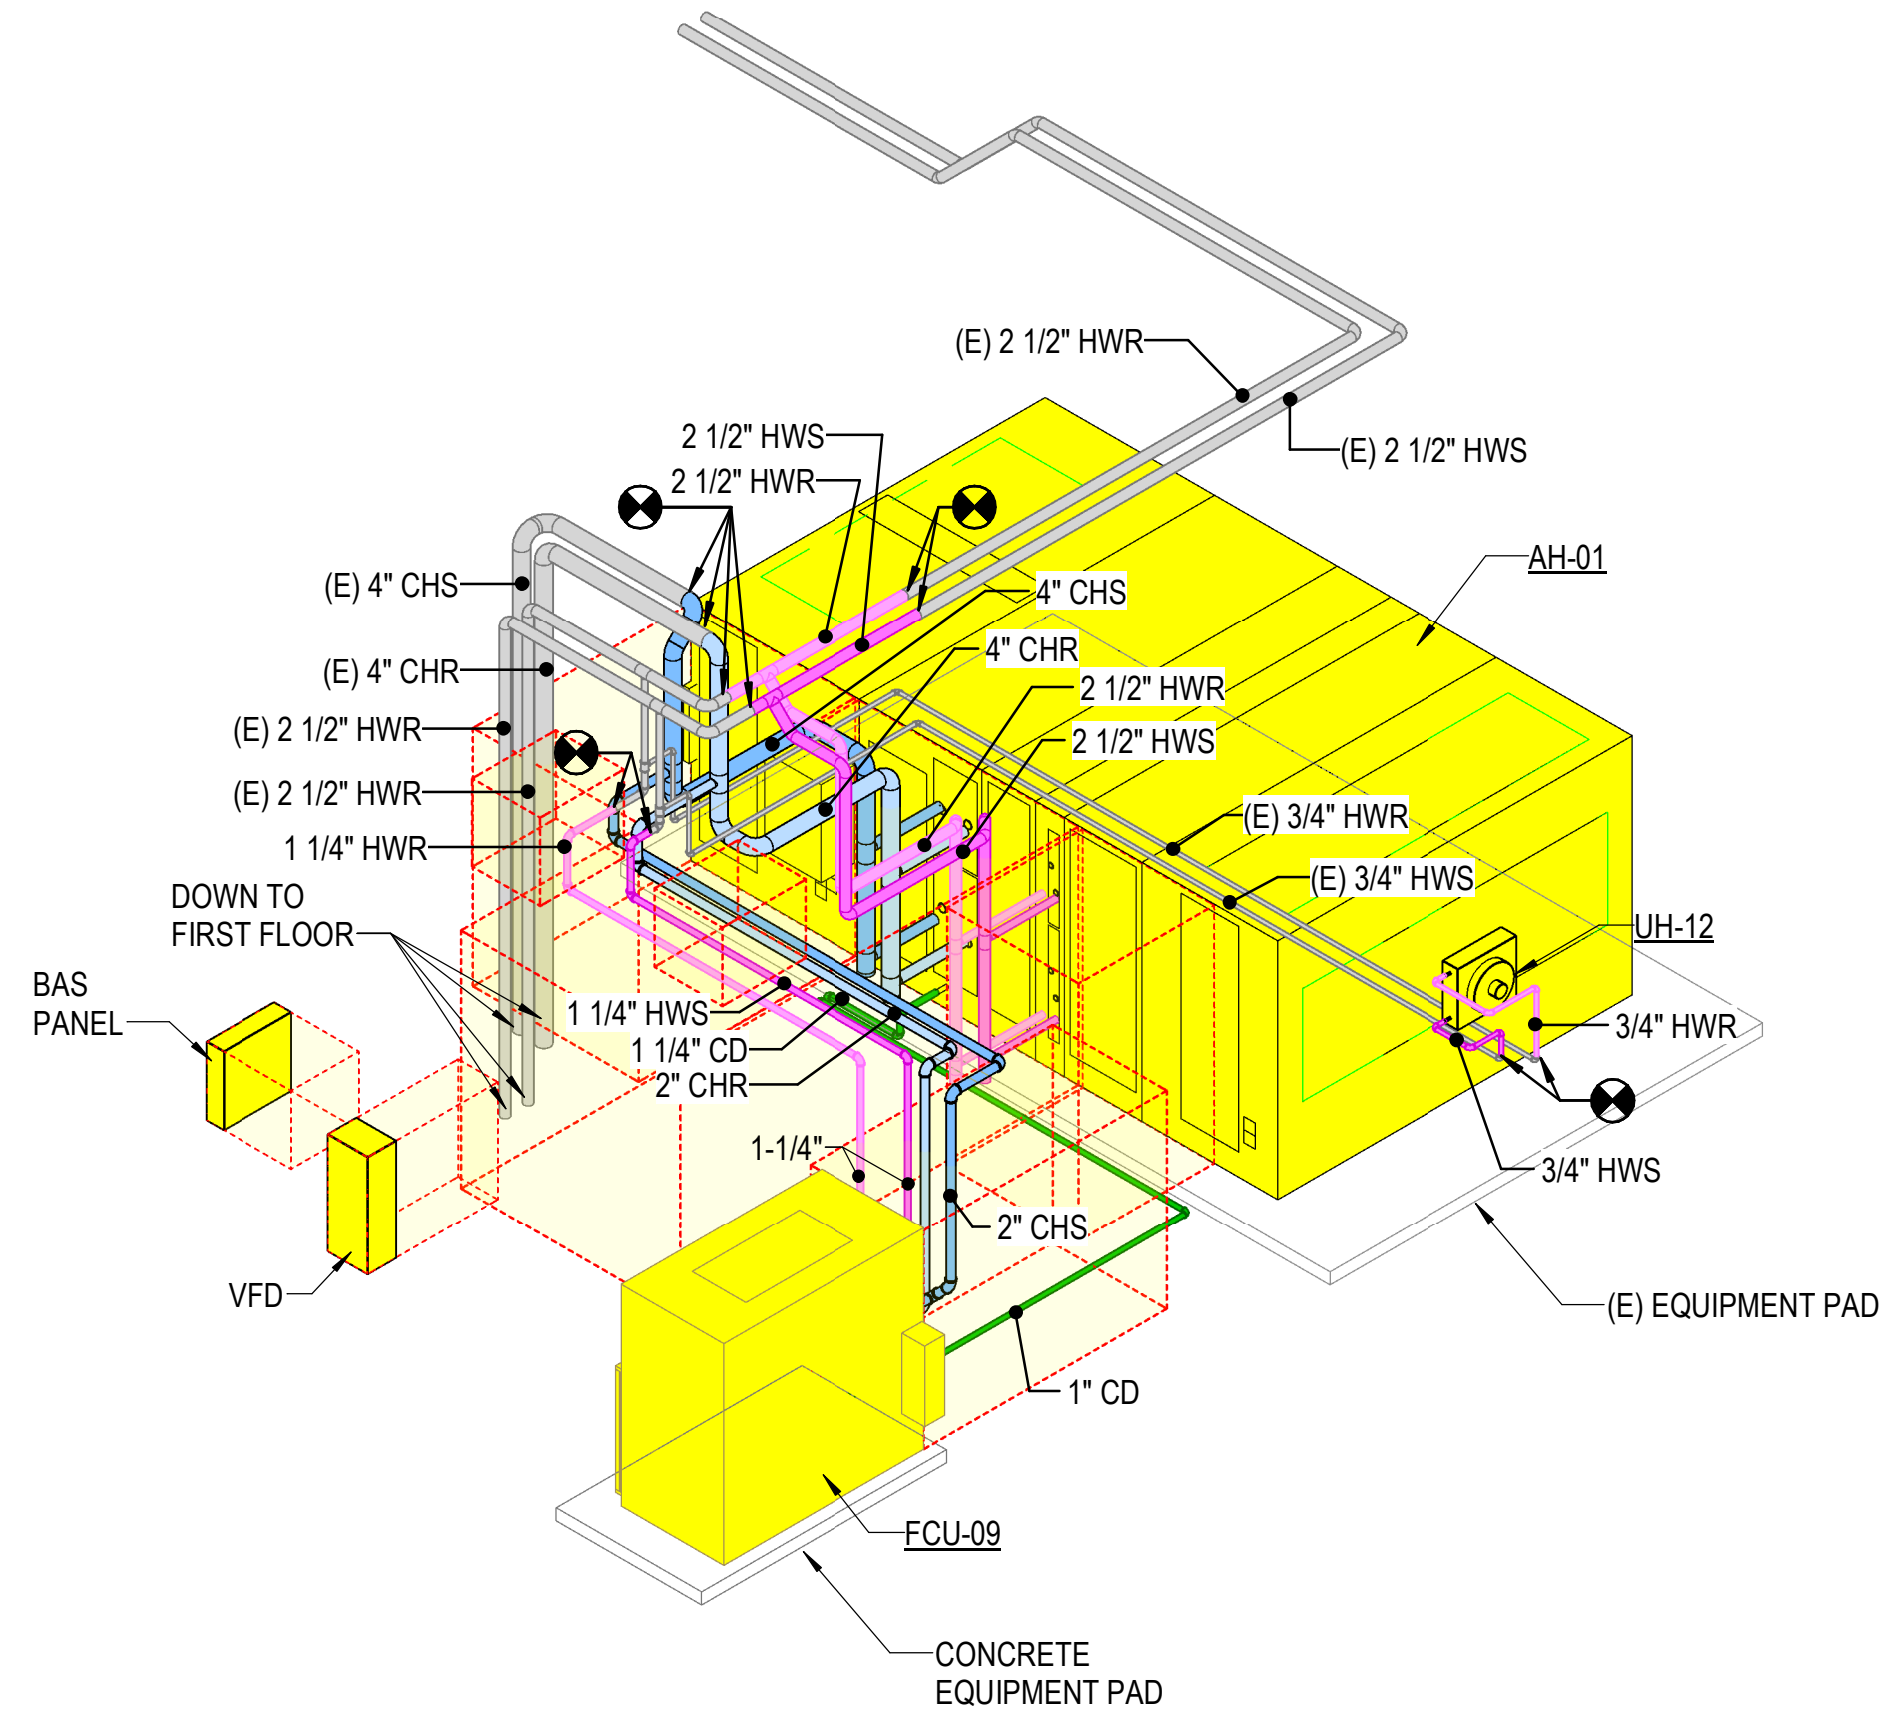 (E) 2 1/2" HWR
(E) 2 1/2" HWS
2 1/2" HWS
2 1/2" HWR
AH-01
(E) 4" CHS
4" CHS
4" CHR
(E) 4" CHR
2 1/2" HWR
(E) 2 1/2" HWR
2 1/2" HWS
(E) 2 1/2" HWR
(E) 3/4" HWR
1 1/4" HWR
(E) 3/4" HWS
DOWN TO
FIRST FLOOR
UH-12
BAS
PANEL
1 1/4" HWS
3/4" HWR
1 1/4" CD
2" CHR
1-1/4"
3/4" HWS
2" CHS
VFD
(E) EQUIPMENT PAD
1" CD
FCU-09
CONCRETE
EQUIPMENT PAD